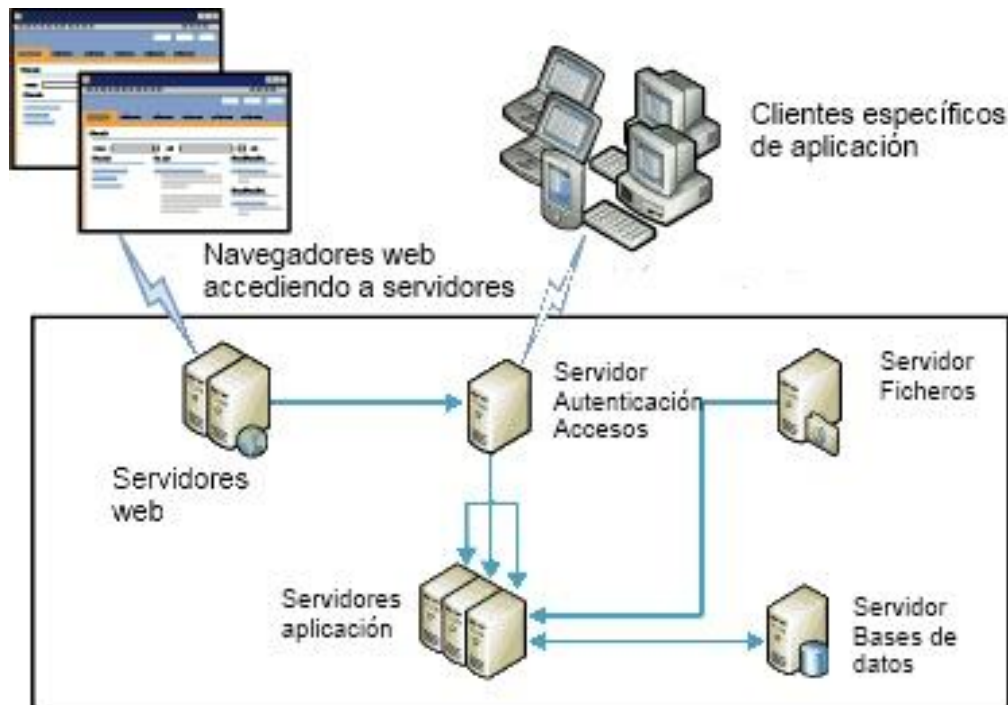 Clientes específicos
de aplicación
Navegadores web
accediendo a servidores
Servidor
Autenticación
Accesos
Servidor
Ficheros
Servidores
web
Servidores
aplicación
Servidor
Bases de
datos